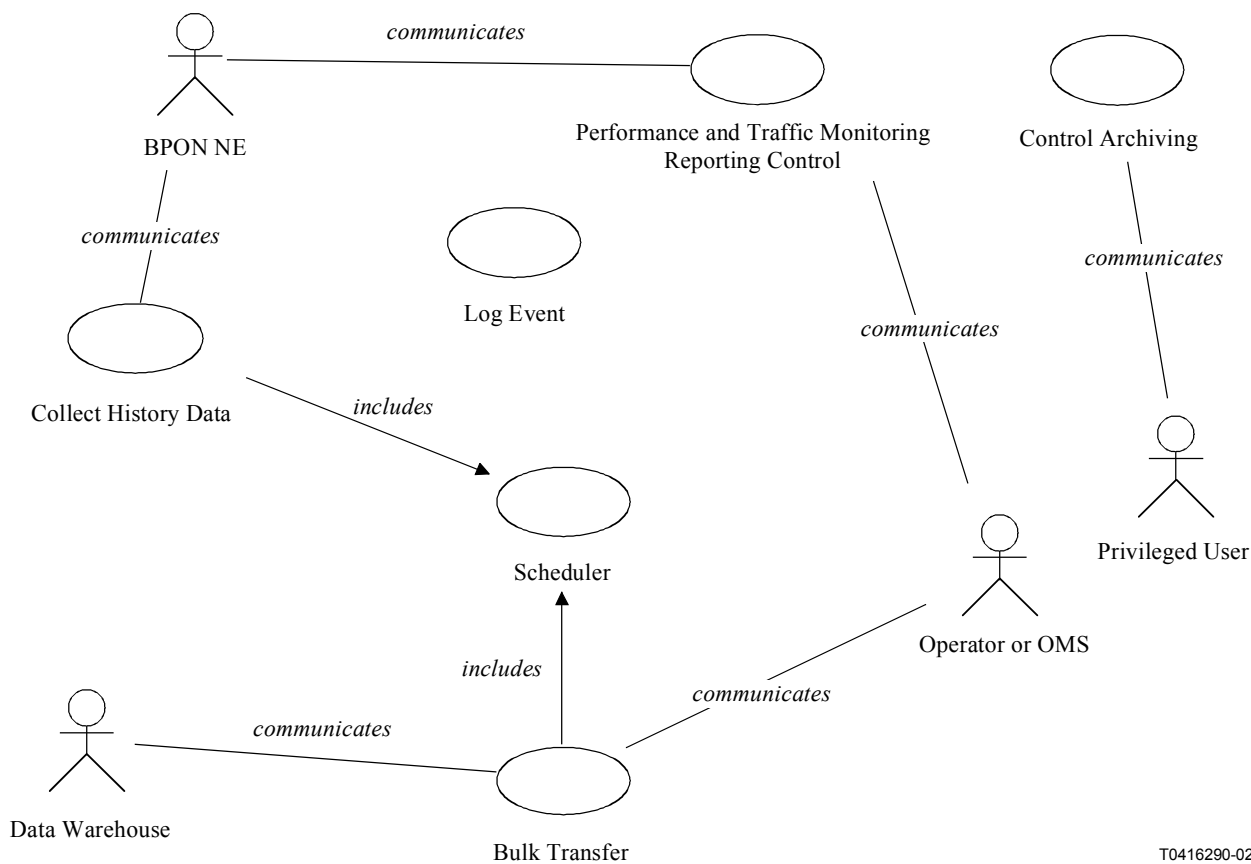 communicates
BPON NE
Performance and Traffic Monitoring
Reporting Control
Control Archiving
communicates
Log Event
communicates
communicates
Collect History Data
includes
Scheduler
Privileged User
Operator or OMS
includes
communicates
communicates
Data Warehouse
Bulk Transfer
T0416290-02